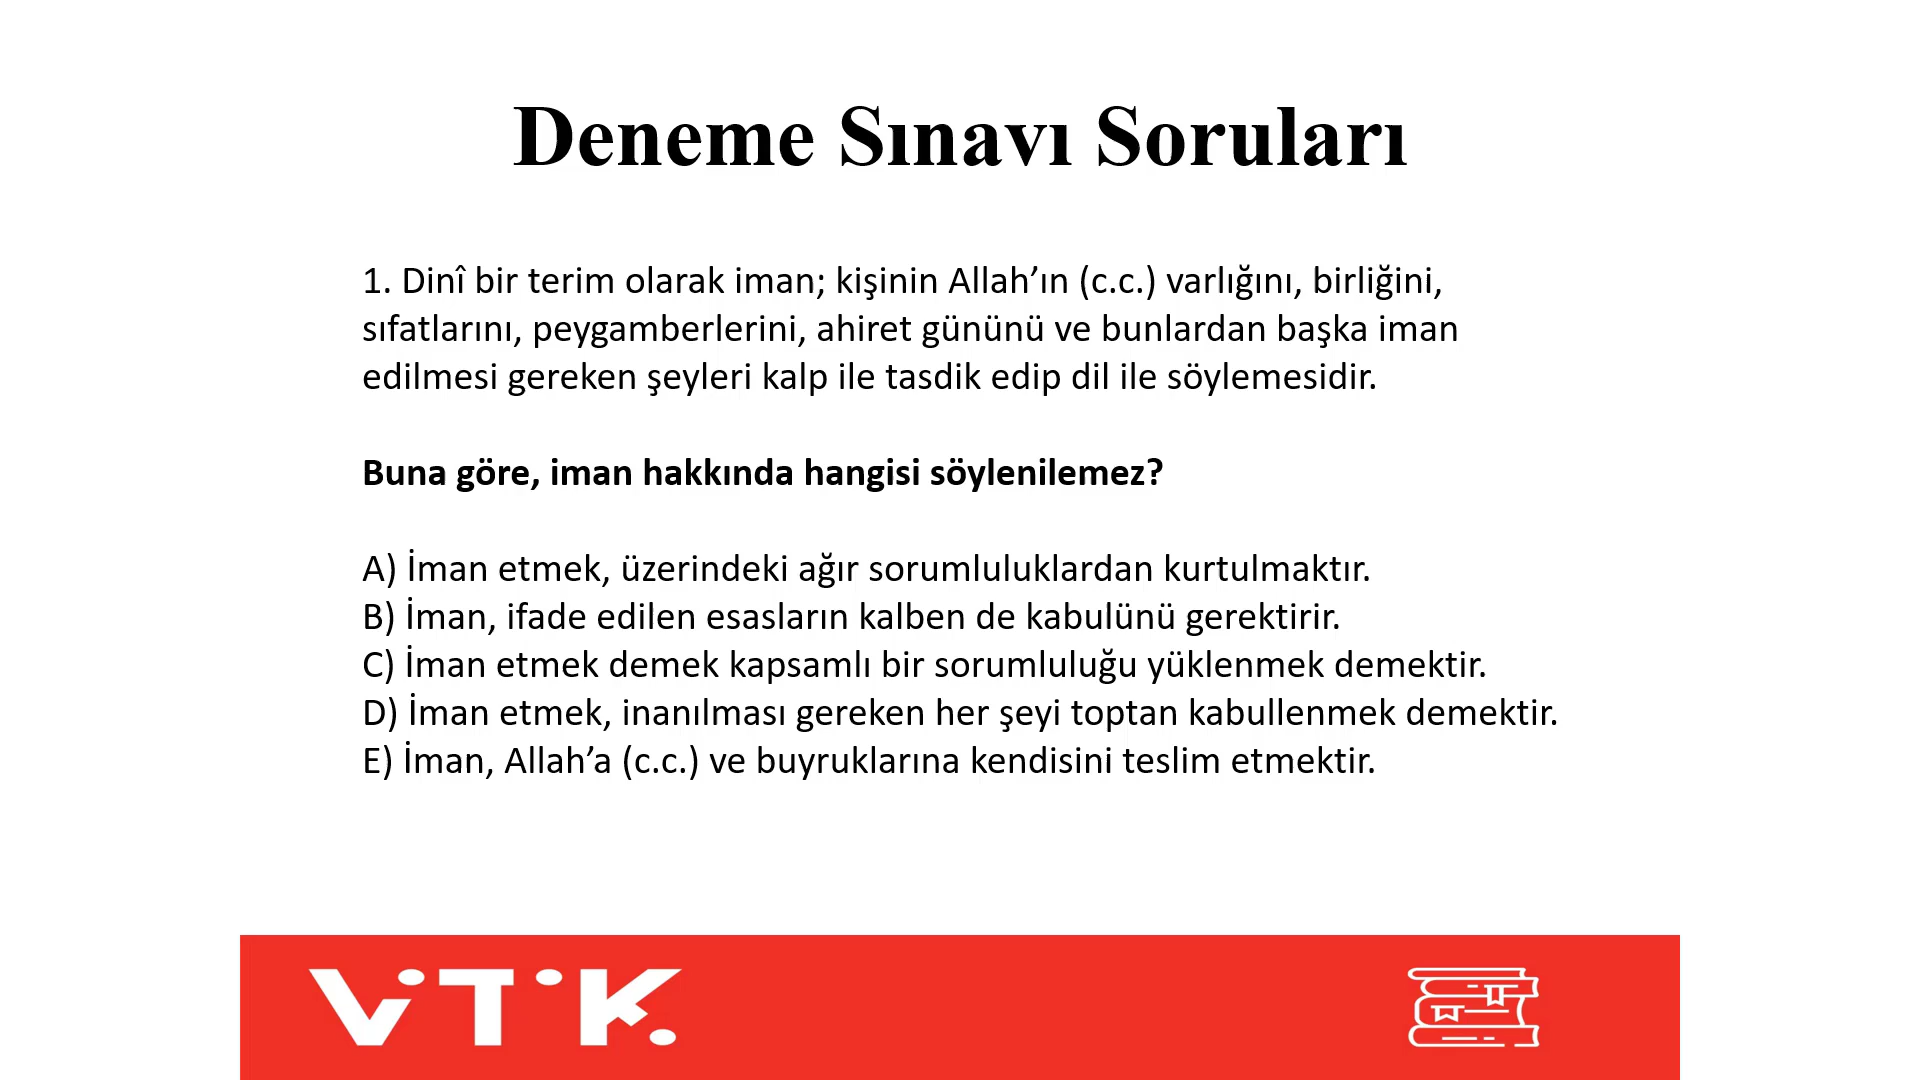 Deneme Sınavı Soruları
1. Dinî bir terim olarak iman; kişinin Allah’ın (c.c.) varlığını, birliğini,
sıfatlarını, peygamberlerini, ahiret gününü ve bunlardan başka iman
edilmesi gereken şeyleri kalp ile tasdik edip dil ile söylemesidir.
Buna göre, iman hakkında hangisi söylenilemez?
A) İman etmek, üzerindeki ağır sorumluluklardan kurtulmaktır.
B) İman, ifade edilen esasların kalben de kabulünü gerektirir.
C) İman etmek demek kapsamlı bir sorumluluğu yüklenmek demektir.
D) İman etmek, inanılması gereken her şeyi toptan kabullenmek demektir.
E) İman, Allah’a (c.c.) ve buyruklarına kendisini teslim etmektir.
ViTiK